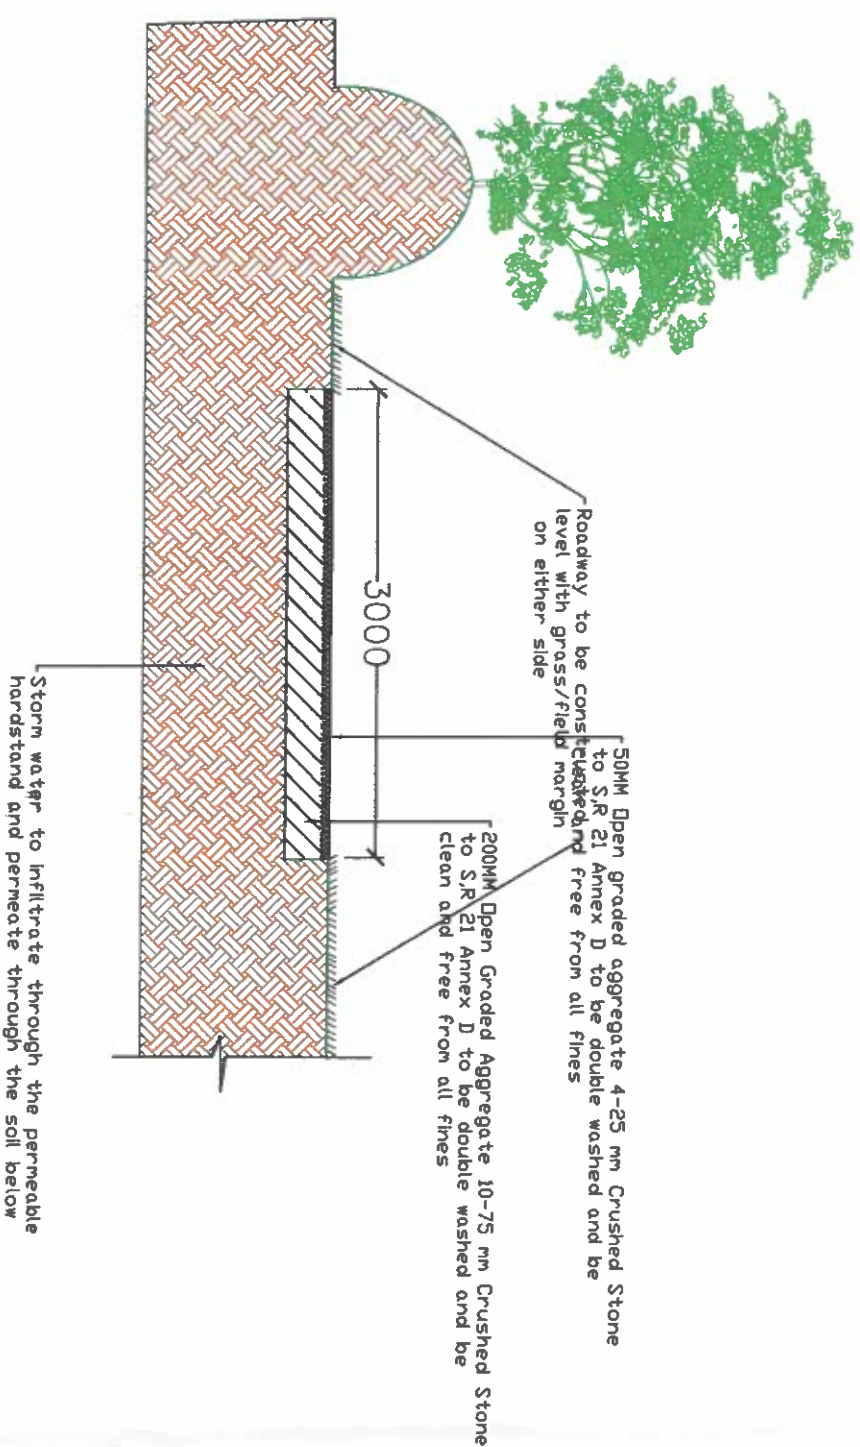 50MM Open graded aggregate 4-25 mm Crushed Stone
to S.R 21 Annex D to be double washed and be
clean and free from all fines
Roadway to be constructed
level with grass/field margin
on either side
200MM Open Graded Aggregate 10-75 mm Crushed Stone
to S.R 21 Annex D to be double washed and be
clean and free from all fines
3000
Storm water to infiltrate through the permeable
hardstand and permeate through the soil below